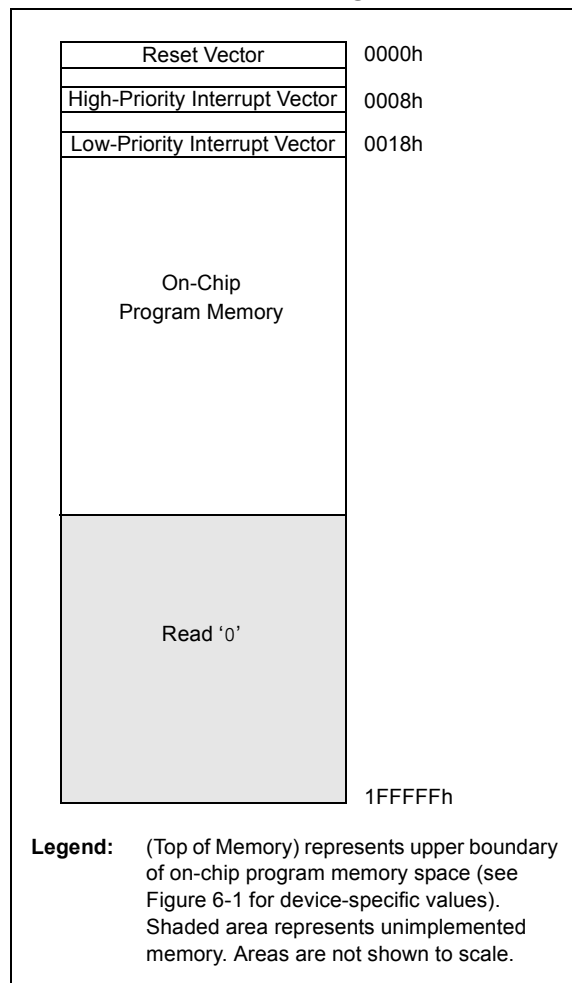 Reset Vector 0000h
High-Priority Interrupt Vector 0008h
Low-Priority Interrupt Vector 0018h
On-Chip
Program Memory
Read ‘0’
1FFFFFh
Legend: (Top of Memory) represents upper boundary
of on-chip program memory space (see
Figure 6-1 for device-specific values).
Shaded area represents unimplemented
memory. Areas are not shown to scale.